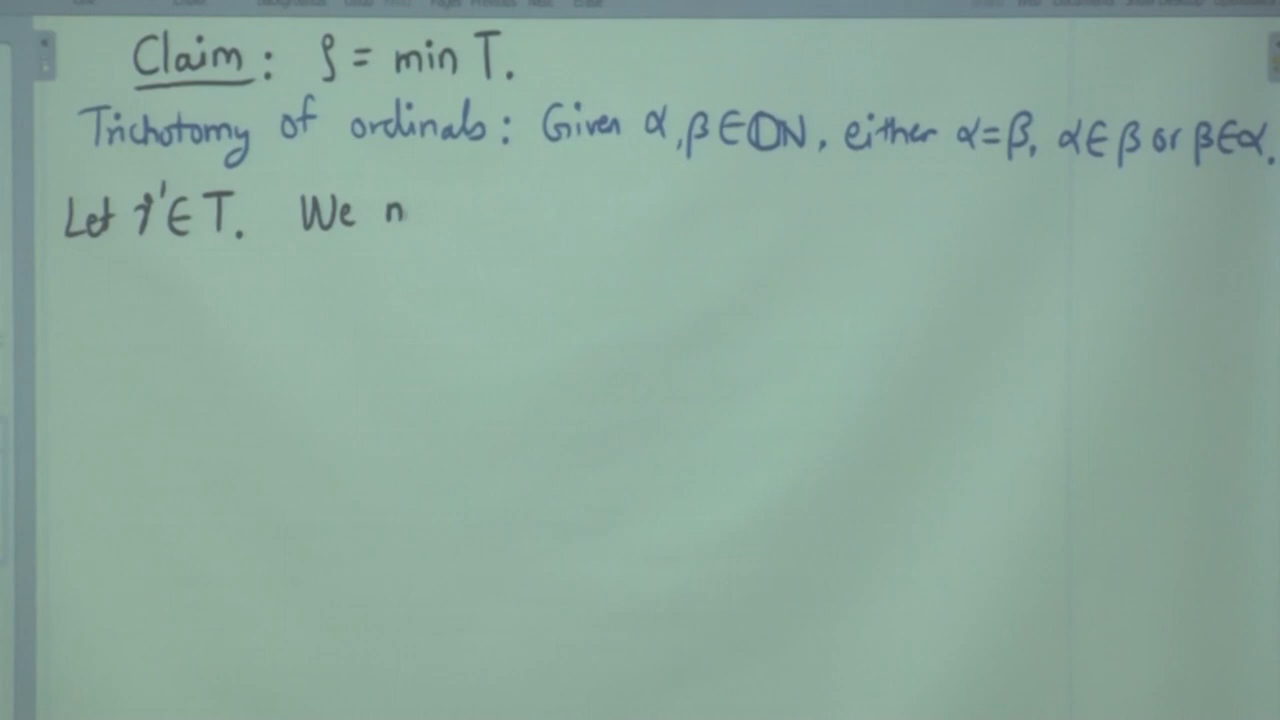 Claim: ζ = min T.
Trichotomy of ordinals: Given α, β ∈ ON, either α = β, α ∈ β or β ∈ α.
Let γ' ∈ T. We n